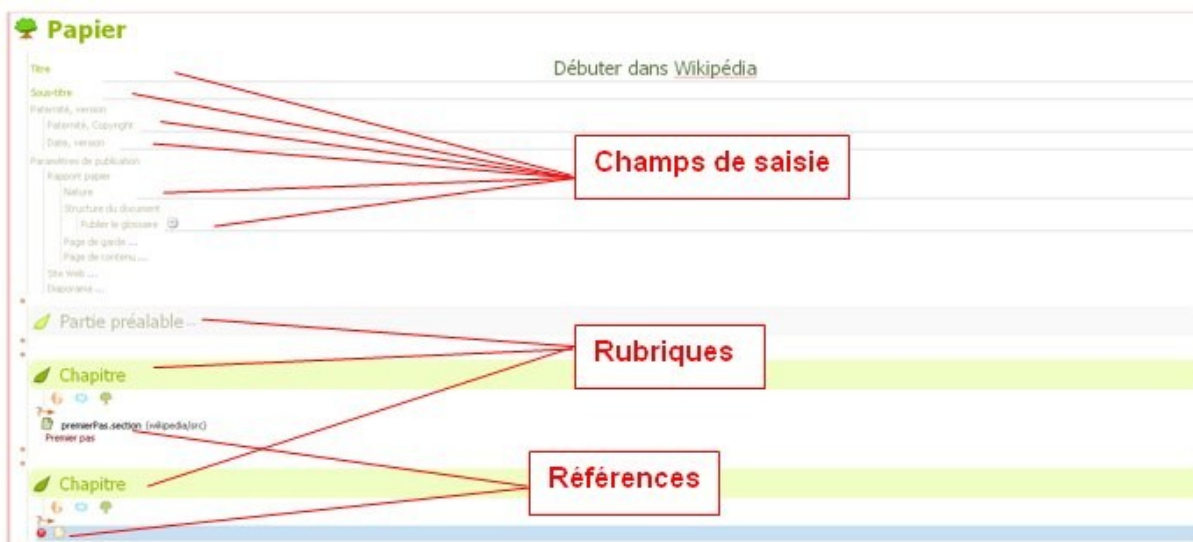 Papier
Titre
Débuter dans Wikipédia
Sous-titre
Paternité, version
Paternité, Copyright
Date, version
Champs de saisie
Paramètres de publication
Rapport papier
Nature
Structure du document
Publier le glossaire
Page de garde ...
Page de contenu ...
Site Web ...
Diaporama ...
Partie préalable ...
Rubriques
Chapitre
premierPas.section (wikipedia/src)
Premier pas
Références
Chapitre